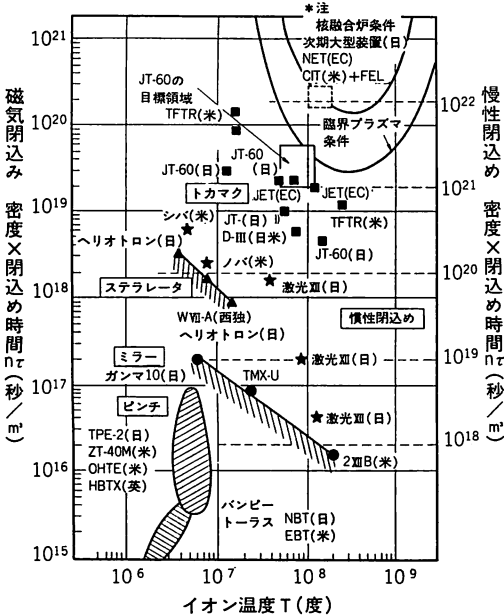 *注
核融合炉条件
次期大型装置(日)
NET(EC)
CIT(米)+FEL
JT-60の
目標領域
TFTR(米)
臨界プラズマ
条件
JT-60(日)
JT-60
(日)
トカマク
JET(EC)
JET(EC)
シバ(米)
JT-(日)
TFTR(米)
D-III(日米)
ヘリオトロン(日)
ノバ(米)
JT-60(日)
ステラレータ
激光XII(日)
WVII-A(西独)
ヘリオトロン(日)
慣性閉込め
ミラー
激光XII(日)
ガンマ10(日)
TMX-U
ピンチ
激光XII(日)
TPE-2(日)
ZT-40M(米)
OHTE(米)
HBTX(英)
2XIIB(米)
バンピー
トーラス
NBT(日)
EBT(米)
磁気閉込み 密度×閉込め時間nτ(秒/m³)
10²¹
10²⁰
10¹⁹
10¹⁸
10¹⁷
10¹⁶
10¹⁵
慣性閉込め 密度×閉込め時間nτ(秒/m³)
10²²
10²¹
10²⁰
10¹⁹
10¹⁸
10⁶
10⁷
10⁸
10⁹
イオン温度T(度)